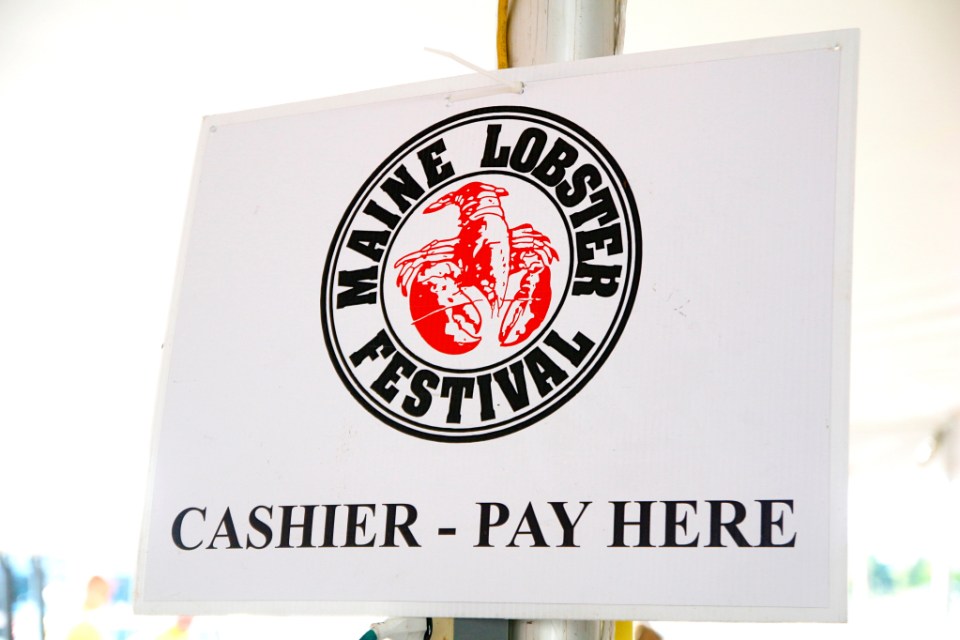 MAINE LOBSTER
FESTIVAL
CASHIER - PAY HERE